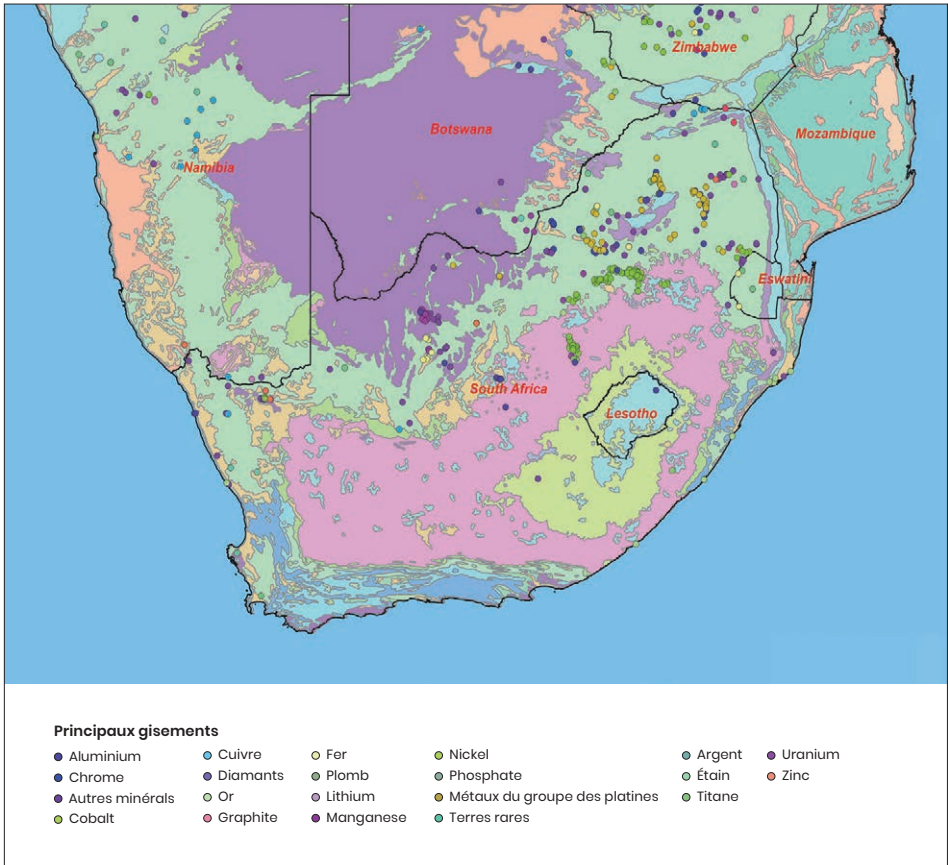 Zimbabwe
Botswana
Mozambique
Namibia
Eswatini
South Africa
Lesotho
Principaux gisements
Aluminium
Chrome
Autres minérals
Cobalt
Cuivre
Diamants
Or
Graphite
Fer
Plomb
Lithium
Manganese
Nickel
Phosphate
Métaux du groupe des platines
Terres rares
Argent
Étain
Titane
Uranium
Zinc